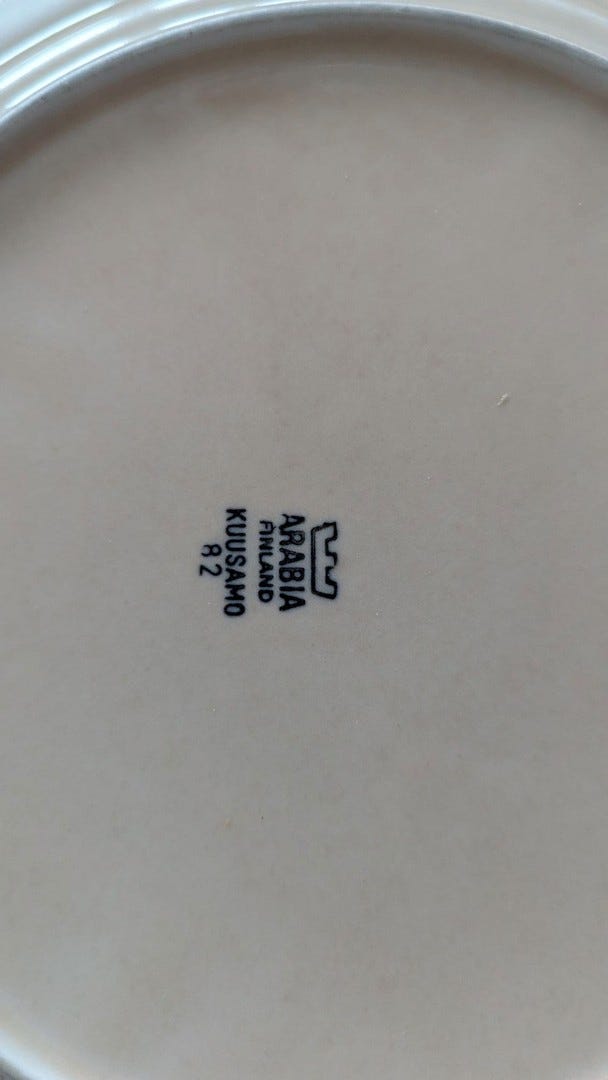 ARABIA
FINLAND
KUUSAMO
82